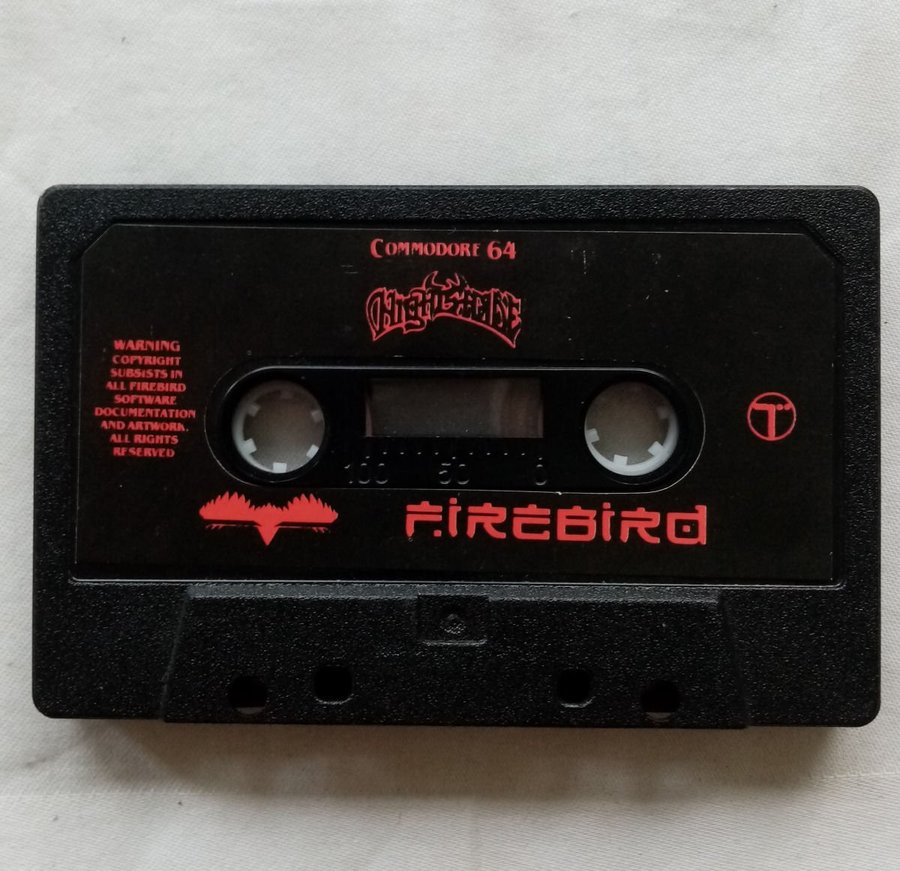 COMMODORE 64
NIGHTSHADE
WARNING
COPYRIGHT
SUBSISTS IN
ALL FIREBIRD
SOFTWARE
DOCUMENTATION
AND ARTWORK.
ALL RIGHTS
RESERVED
100 50 0
FIREBIRD
T